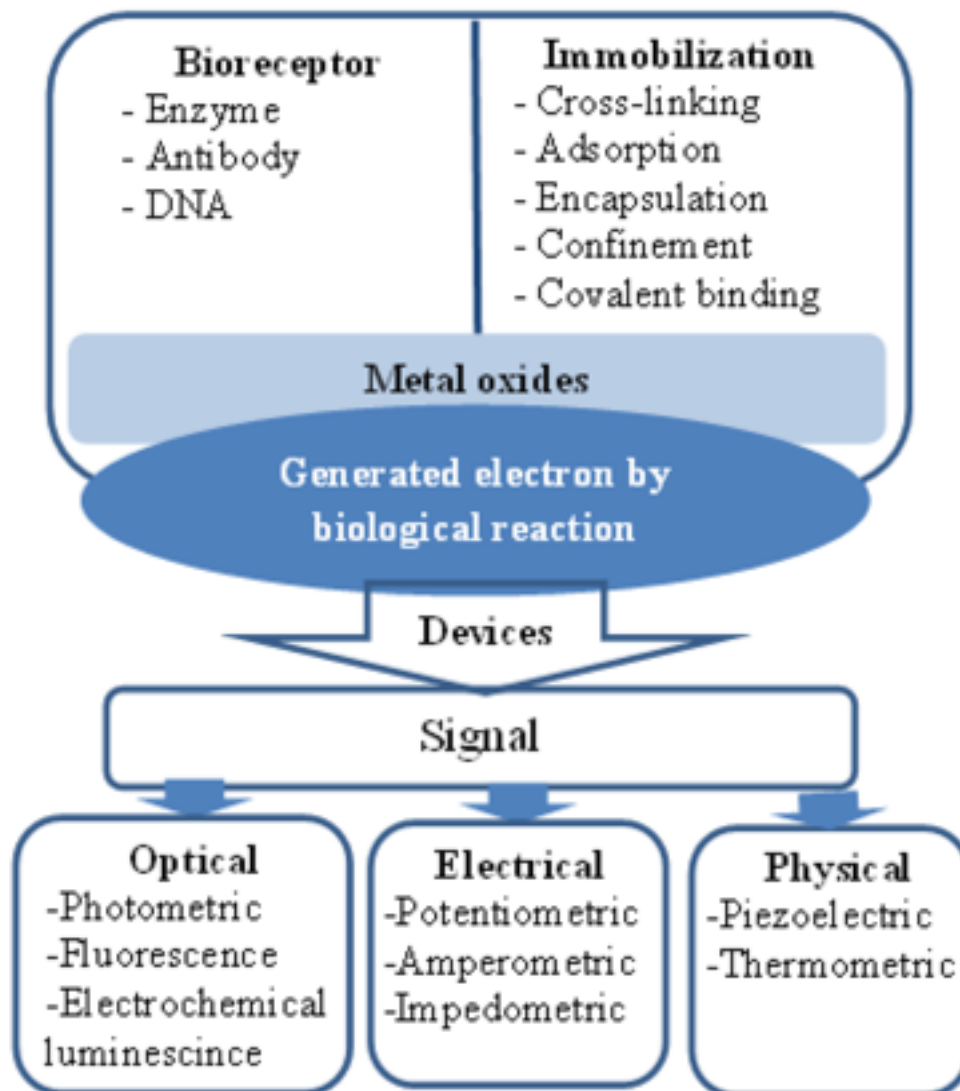 Bioreceptor
- Enzyme
- Antibody
- DNA
Immobilization
- Cross-linking
- Adsorption
- Encapsulation
- Confinement
- Covalent binding
Metal oxides
Generated electron by
biological reaction
Devices
Signal
Optical
-Photometric
-Fluorescence
-Electrochemical
luminescince
Electrical
-Potentiometric
-Amperometric
-Impedometric
Physical
-Piezoelectric
-Thermometric